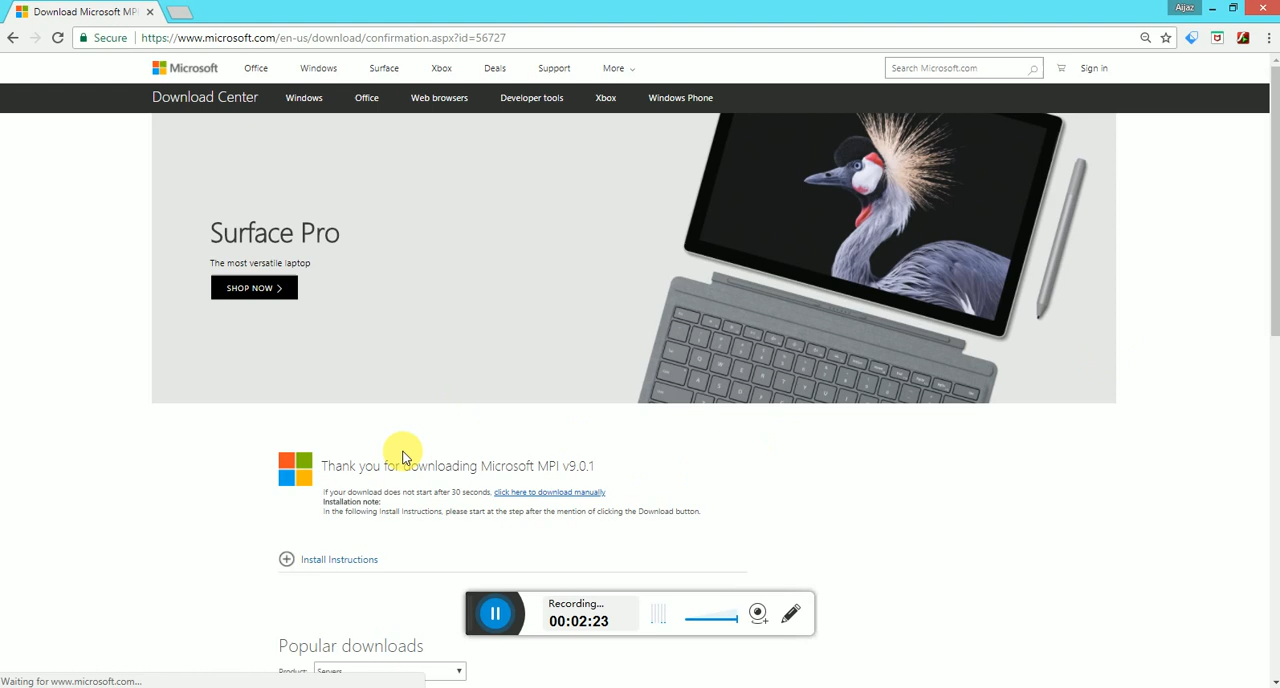 Download Microsoft MPI
Aijaz
Secure
https://www.microsoft.com/en-us/download/confirmation.aspx?id=56727
Microsoft
Office
Windows
Surface
Xbox
Deals
Support
More
Search Microsoft.com
Sign in
Download Center
Windows
Office
Web browsers
Developer tools
Xbox
Windows Phone
Surface Pro
The most versatile laptop
SHOP NOW
Thank you for downloading Microsoft MPI v9.0.1
If your download does not start after 30 seconds, click here to download manually
Installation note:
In the following Install Instructions, please start at the step after the mention of clicking the Download button.
Install Instructions
Recording...
00:02:23
Popular downloads
Product: Servers
Waiting for www.microsoft.com...